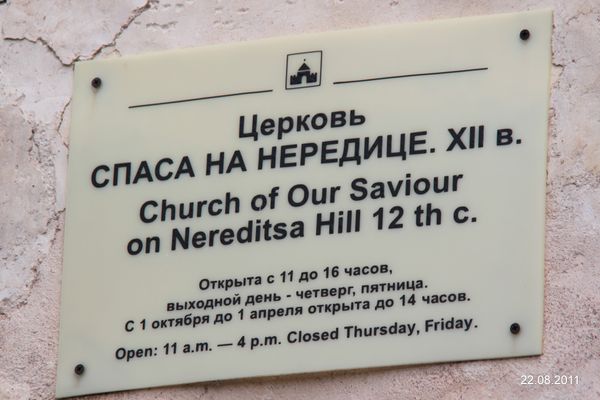 Церковь
СПАСА НА НЕРЕДИЦЕ. XII в.
Church of Our Saviour
on Nereditsa Hill 12 th c.
Открыта с 11 до 16 часов,
выходной день - четверг, пятница.
С 1 октября до 1 апреля открыта до 14 часов.
Open: 11 a.m. — 4 p.m. Closed Thursday, Friday.
22.08.2011